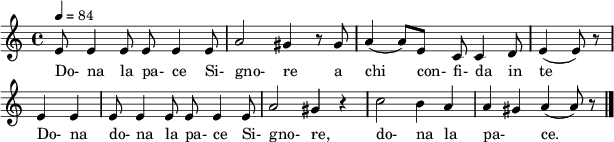 ♩ = 84
Do- na la pa- ce Si- gno- re a chi con- fi- da in te
Do- na do- na la pa- ce Si- gno- re, do- na la pa- ce.